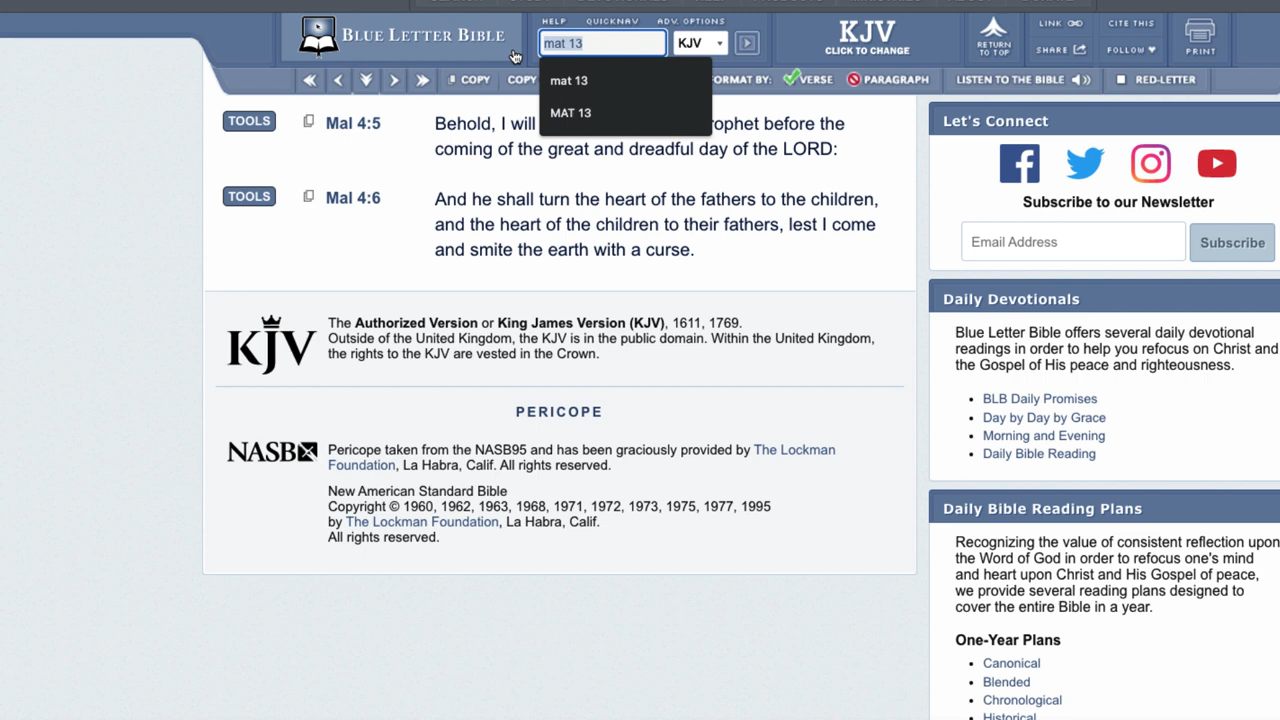 HELP QUICKNAV ADV. OPTIONS
BLUE LETTER BIBLE
mat 13
KJV
KJV
CLICK TO CHANGE
RETURN
TO TOP
LINK
SHARE
CITE THIS
FOLLOW
PRINT
COPY
COPY
FORMAT BY:
VERSE
PARAGRAPH
LISTEN TO THE BIBLE
RED-LETTER
mat 13
MAT 13
TOOLS
Mal 4:5
Behold, I will
prophet before the
coming of the great and dreadful day of the LORD:
TOOLS
Mal 4:6
And he shall turn the heart of the fathers to the children,
and the heart of the children to their fathers, lest I come
and smite the earth with a curse.
KJV
The Authorized Version or King James Version (KJV), 1611, 1769.
Outside of the United Kingdom, the KJV is in the public domain. Within the United Kingdom,
the rights to the KJV are vested in the Crown.
PERICOPE
NASB
Pericope taken from the NASB95 and has been graciously provided by The Lockman
Foundation, La Habra, Calif. All rights reserved.
New American Standard Bible
Copyright © 1960, 1962, 1963, 1968, 1971, 1972, 1973, 1975, 1977, 1995
by The Lockman Foundation, La Habra, Calif.
All rights reserved.
Let's Connect
Subscribe to our Newsletter
Email Address
Subscribe
Daily Devotionals
Blue Letter Bible offers several daily devotional
readings in order to help you refocus on Christ and
the Gospel of His peace and righteousness.
BLB Daily Promises
Day by Day by Grace
Morning and Evening
Daily Bible Reading
Daily Bible Reading Plans
Recognizing the value of consistent reflection upon
the Word of God in order to refocus one's mind
and heart upon Christ and His Gospel of peace,
we provide several reading plans designed to
cover the entire Bible in a year.
One-Year Plans
Canonical
Blended
Chronological
Historical